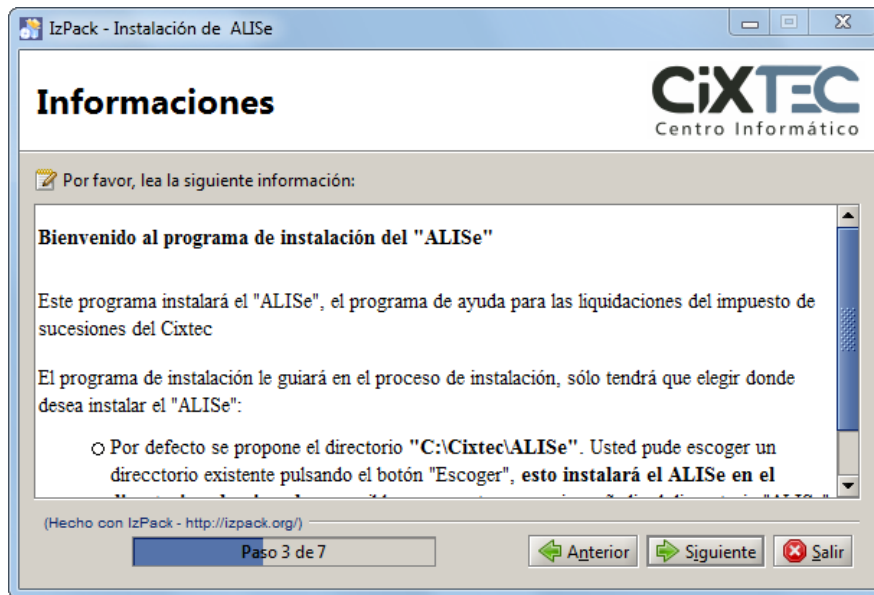 IzPack - Instalación de ALISe
Informaciones
CiXTEC
Centro Informático
Por favor, lea la siguiente información:
Bienvenido al programa de instalación del "ALISe"
Este programa instalará el "ALISe", el programa de ayuda para las liquidaciones del impuesto de
sucesiones del Cixtec
El programa de instalación le guiará en el proceso de instalación, sólo tendrá que elegir donde
desea instalar el "ALISe":
Por defecto se propone el directorio "C:\Cixtec\ALISe". Usted pude escoger un
direcctorio existente pulsando el botón "Escoger", esto instalará el ALISe en el
(Hecho con IzPack - http://izpack.org/)
Paso 3 de 7
Anterior
Siguiente
Salir